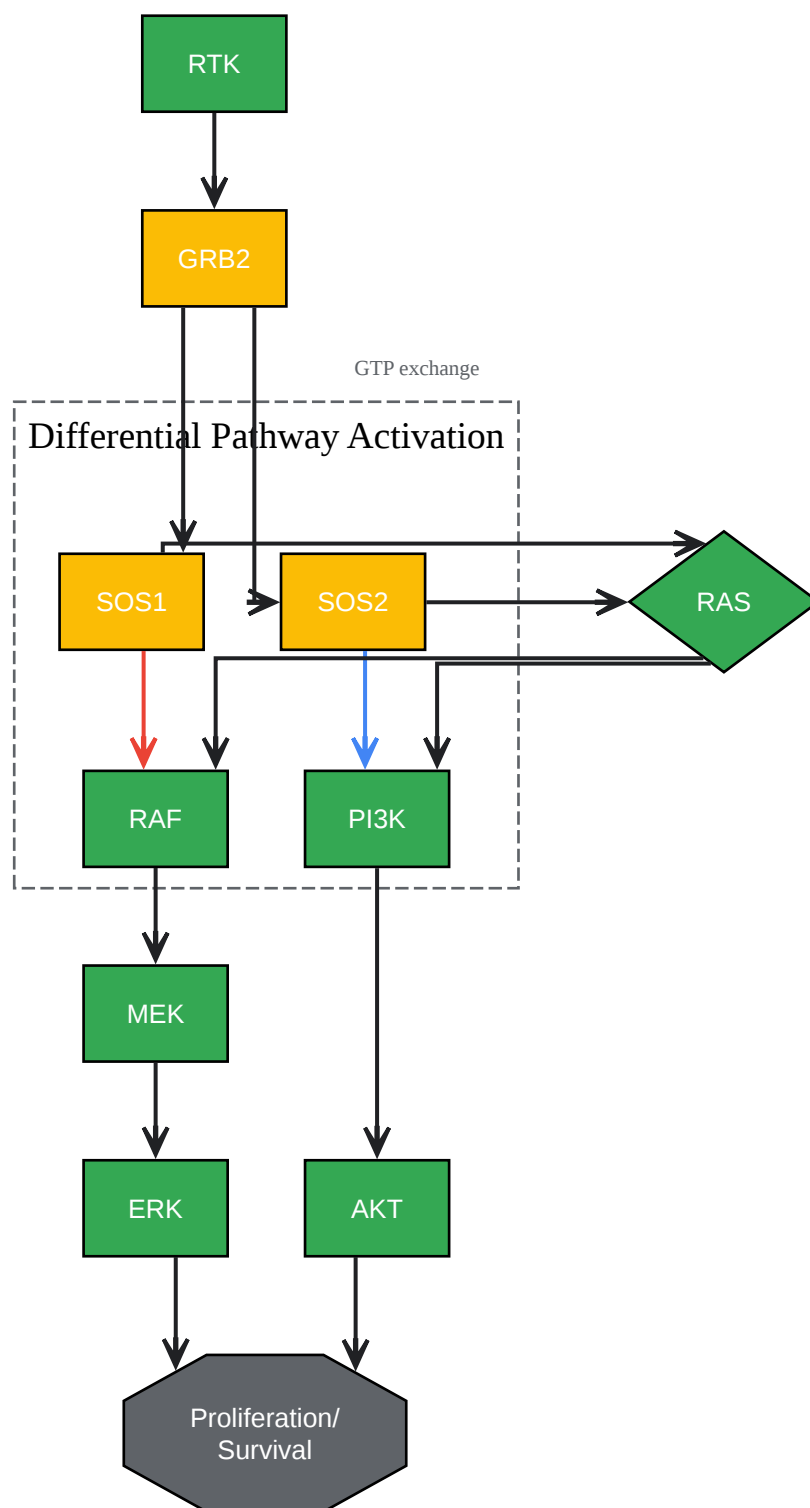 RTK
GRB2
GTP exchange
Differential Pathway Activation
SOS1
SOS2
RAS
RAF
PI3K
MEK
ERK
AKT
Proliferation/
Survival